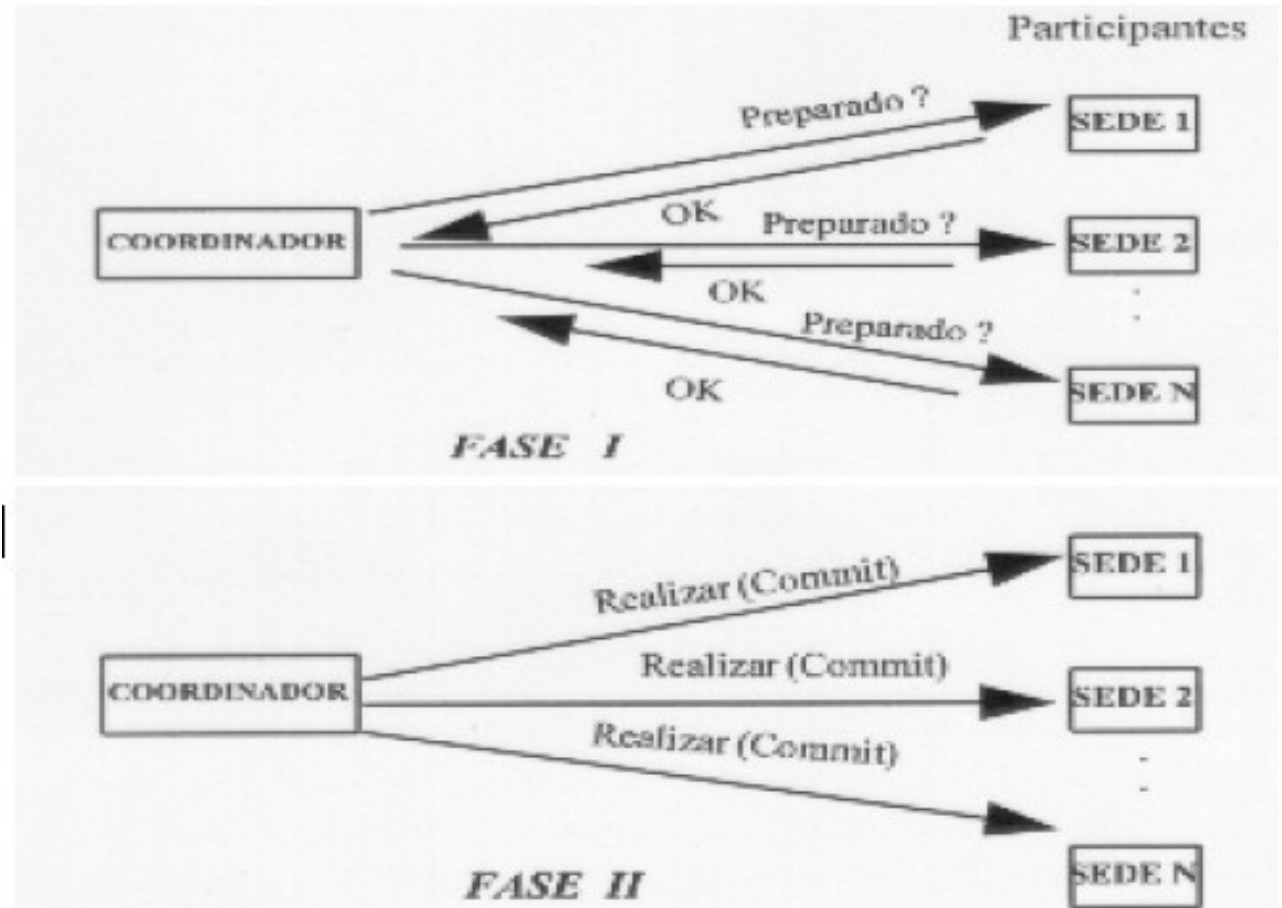 Participantes
Preparado ?
SEDE 1
OK
COORDINADOR
Preparado ?
SEDE 2
OK
Preparado ?
OK
SEDE N
FASE I
SEDE 1
Realizar (Commit)
COORDINADOR
Realizar (Commit)
SEDE 2
Realizar (Commit)
SEDE N
FASE II